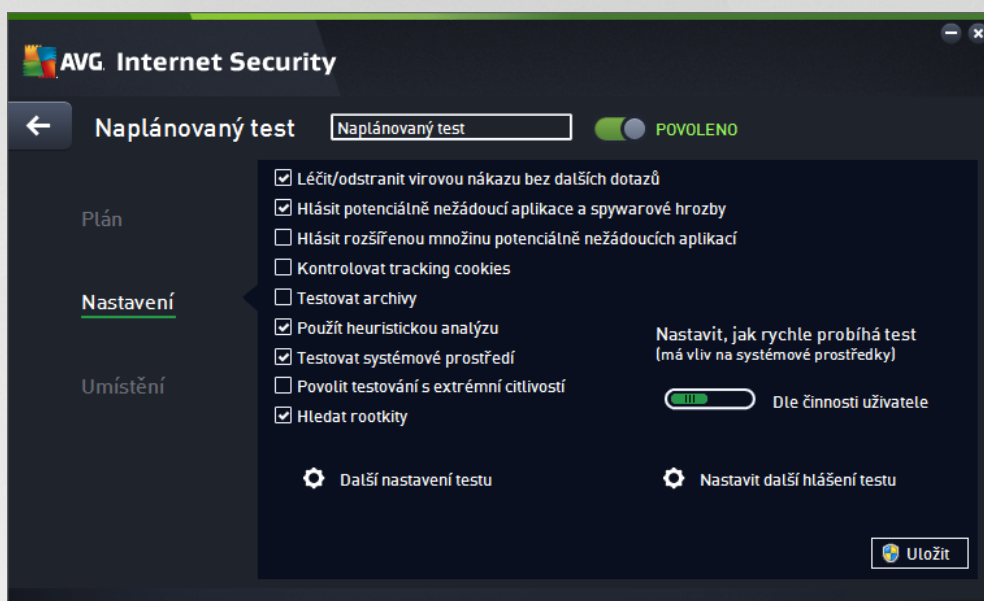 AVG. Internet Security
Naplánovaný test
Naplánovaný test
POVOLENO
Plán
Nastavení
Umístění
Léčit/odstranit virovou nákazu bez dalších dotazů
Hlásit potenciálně nežádoucí aplikace a spywarové hrozby
Hlásit rozšířenou množinu potenciálně nežádoucích aplikací
Kontrolovat tracking cookies
Testovat archivy
Použít heuristickou analýzu
Testovat systémové prostředí
Povolit testování s extrémní citlivostí
Hledat rootkity
Nastavit, jak rychle probíhá test
(má vliv na systémové prostředky)
Dle činnosti uživatele
Další nastavení testu
Nastavit další hlášení testu
Uložit